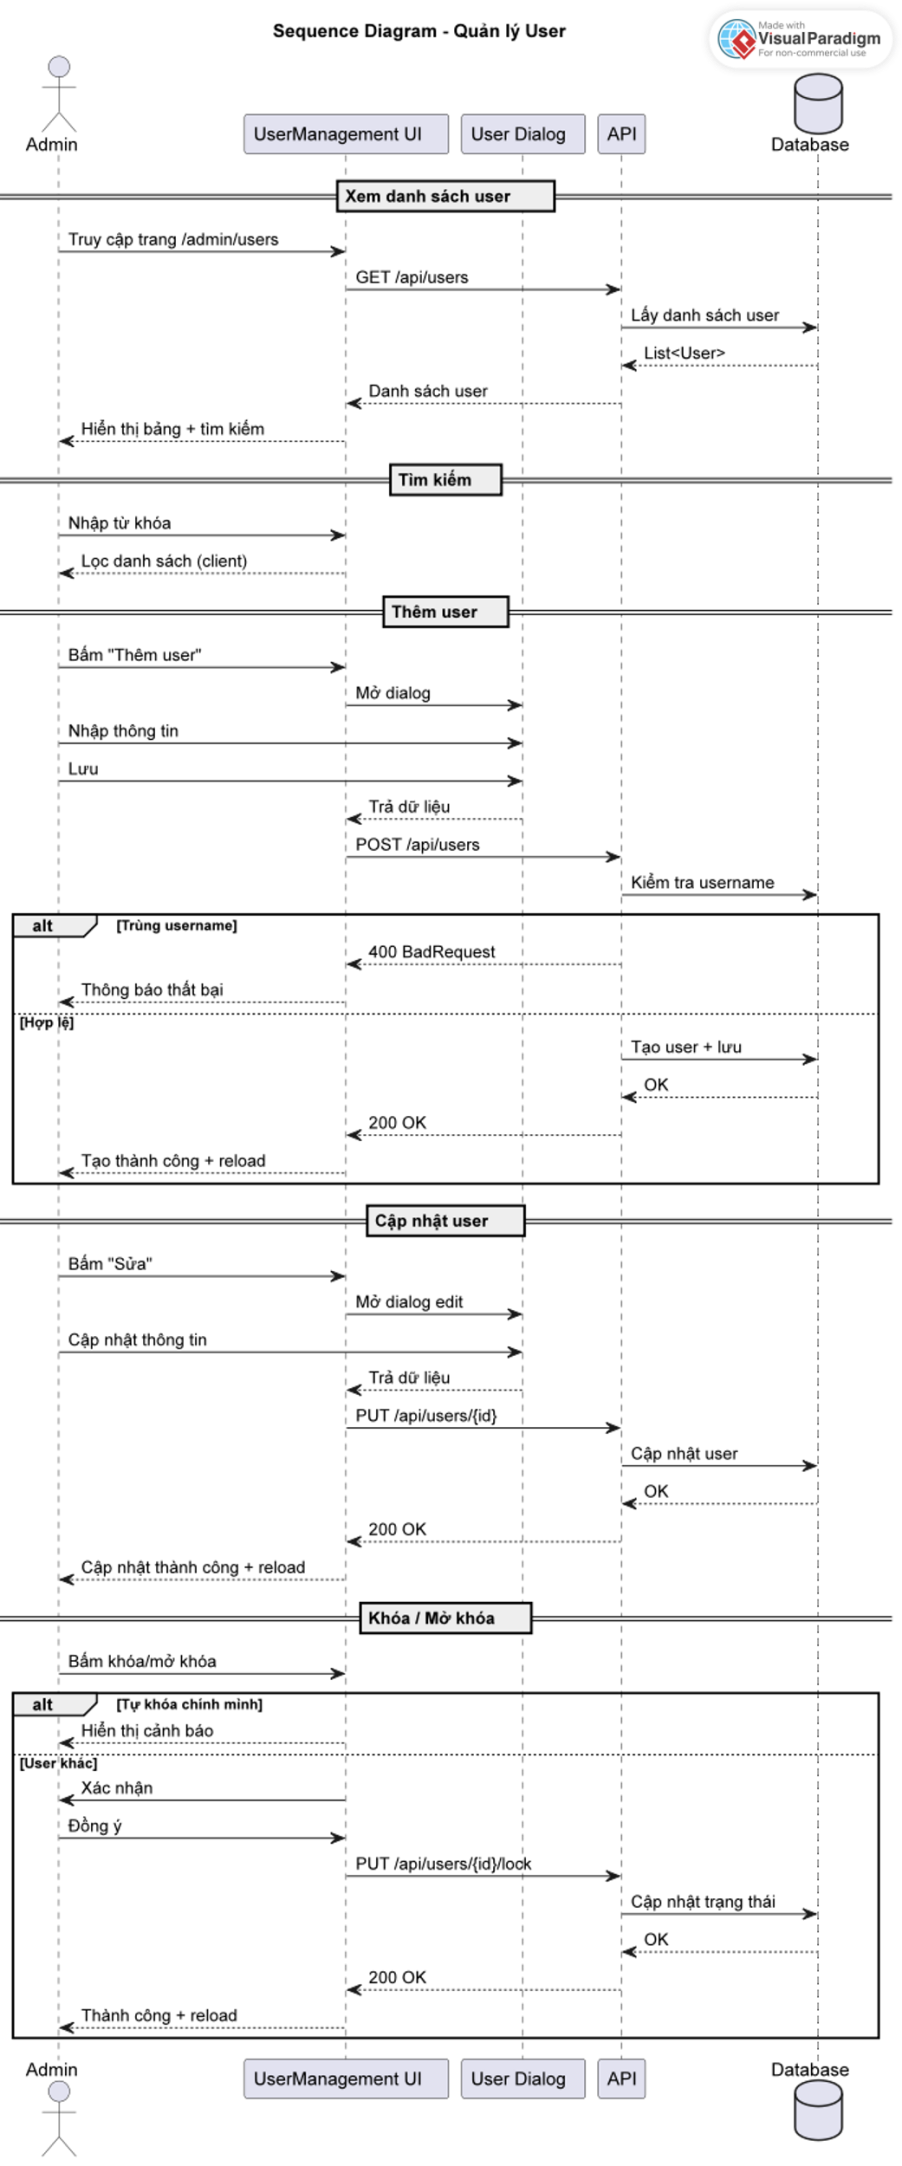 Sequence Diagram - Quản lý User
Made with
Visual Paradigm
For non-commercial use
Admin
UserManagement UI
User Dialog
API
Database
Xem danh sách user
Truy cập trang /admin/users
GET /api/users
Lấy danh sách user
List<User>
Danh sách user
Hiển thị bảng + tìm kiếm
Tìm kiếm
Nhập từ khóa
Lọc danh sách (client)
Thêm user
Bấm "Thêm user"
Mở dialog
Nhập thông tin
Lưu
Trả dữ liệu
POST /api/users
Kiểm tra username
alt
[Trùng username]
400 BadRequest
Thông báo thất bại
[Hợp lệ]
Tạo user + lưu
OK
200 OK
Tạo thành công + reload
Cập nhật user
Bấm "Sửa"
Mở dialog edit
Cập nhật thông tin
Trả dữ liệu
PUT /api/users/{id}
Cập nhật user
OK
200 OK
Cập nhật thành công + reload
Khóa / Mở khóa
Bấm khóa/mở khóa
alt
[Tự khóa chính mình]
Hiển thị cảnh báo
[User khác]
Xác nhận
Đồng ý
PUT /api/users/{id}/lock
Cập nhật trạng thái
OK
200 OK
Thành công + reload
Admin
UserManagement UI
User Dialog
API
Database